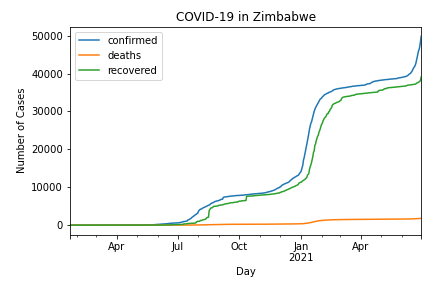 COVID-19 in Zimbabwe
confirmed
deaths
recovered
Number of Cases
50000
40000
30000
20000
10000
0
Apr
Jul
Oct
Jan
2021
Apr
Day